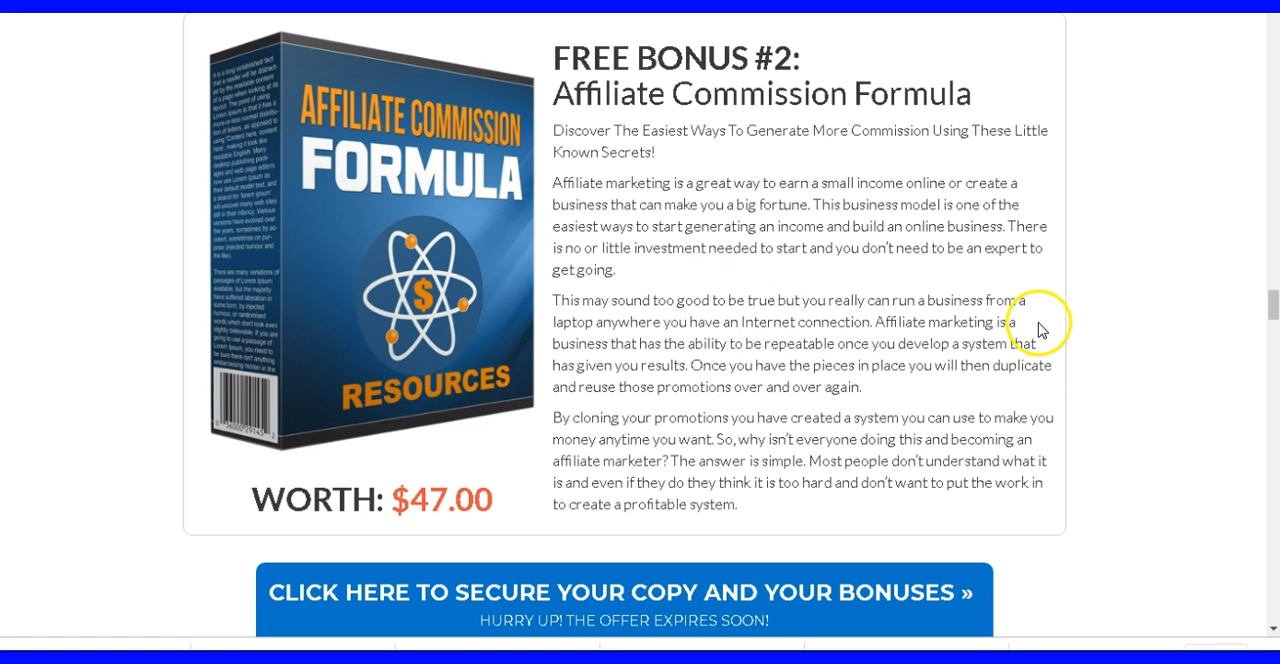 FREE BONUS #2:
Affiliate Commission Formula
Discover The Easiest Ways To Generate More Commission Using These Little
Known Secrets!
Affiliate marketing is a great way to earn a small income online or create a
business that can make you a big fortune. This business model is one of the
easiest ways to start generating an income and build an online business. There
is no or little investment needed to start and you don't need to be an expert to
get going.
This may sound too good to be true but you really can run a business from a
laptop anywhere you have an Internet connection. Affiliate marketing is a
business that has the ability to be repeatable once you develop a system that
has given you results. Once you have the pieces in place you will then duplicate
and reuse those promotions over and over again.
By cloning your promotions you have created a system you can use to make you
money anytime you want. So, why isn't everyone doing this and becoming an
affiliate marketer? The answer is simple. Most people don't understand what it
is and even if they do they think it is too hard and don't want to put the work in
to create a profitable system.
AFFILIATE COMMISSION
FORMULA
$
RESOURCES
WORTH: $47.00
CLICK HERE TO SECURE YOUR COPY AND YOUR BONUSES »
HURRY UP! THE OFFER EXPIRES SOON!